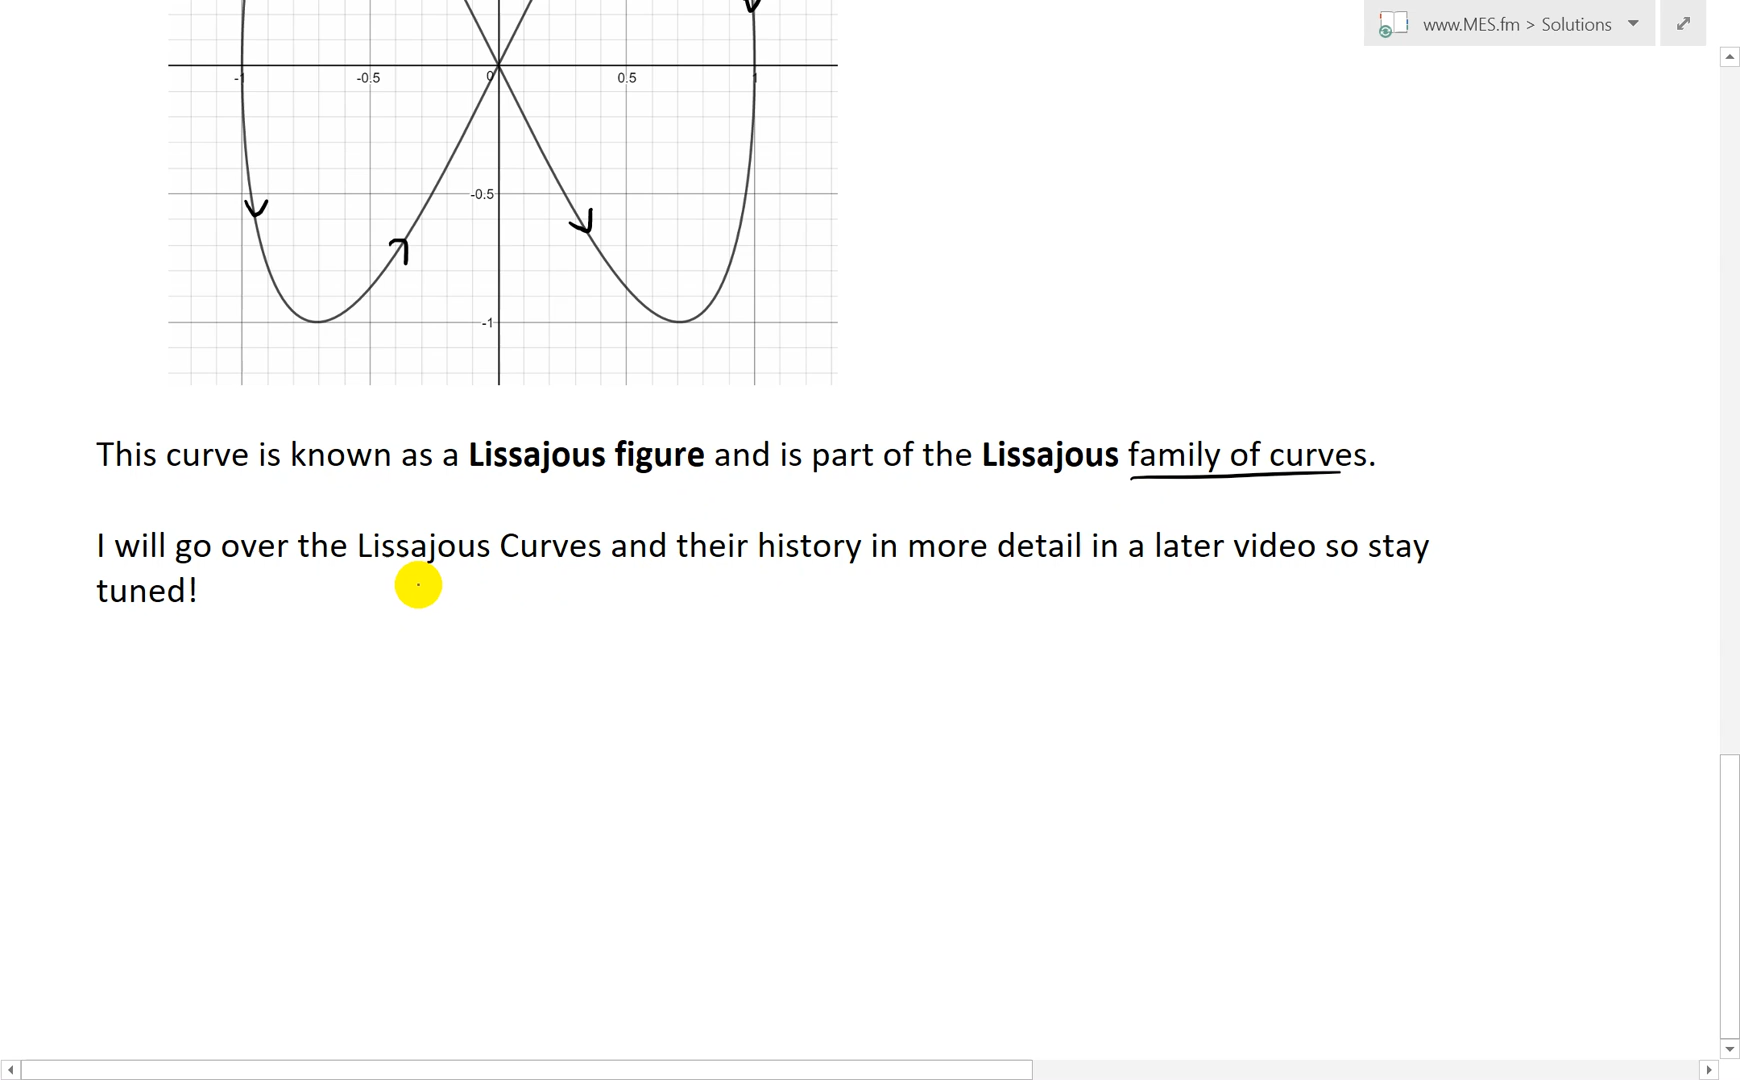 www.MES.fm > Solutions
-1 -0.5 0 0.5 1
-0.5
-1
This curve is known as a Lissajous figure and is part of the Lissajous family of curves.
I will go over the Lissajous Curves and their history in more detail in a later video so stay
tuned!